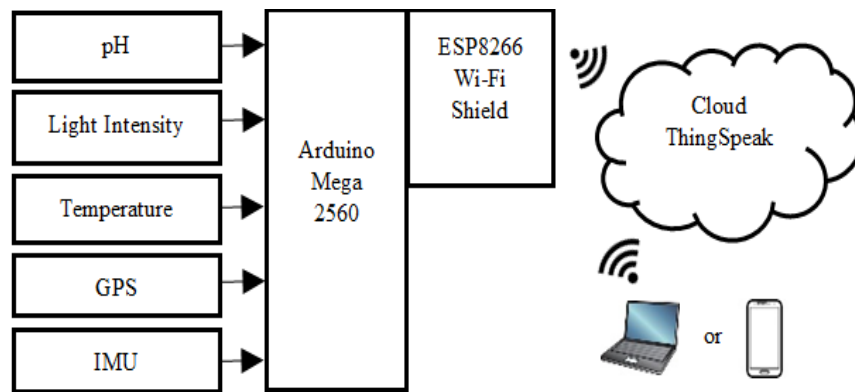 pH
Light Intensity
Temperature
GPS
IMU
Arduino
Mega
2560
ESP8266
Wi-Fi
Shield
Cloud
ThingSpeak
or